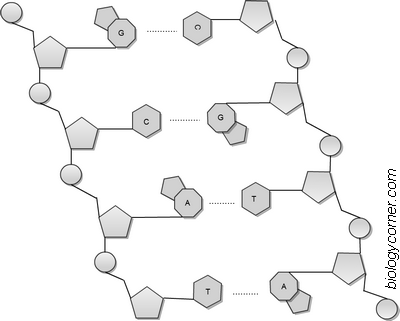 G C
C G
A T
T A
biologycorner.com